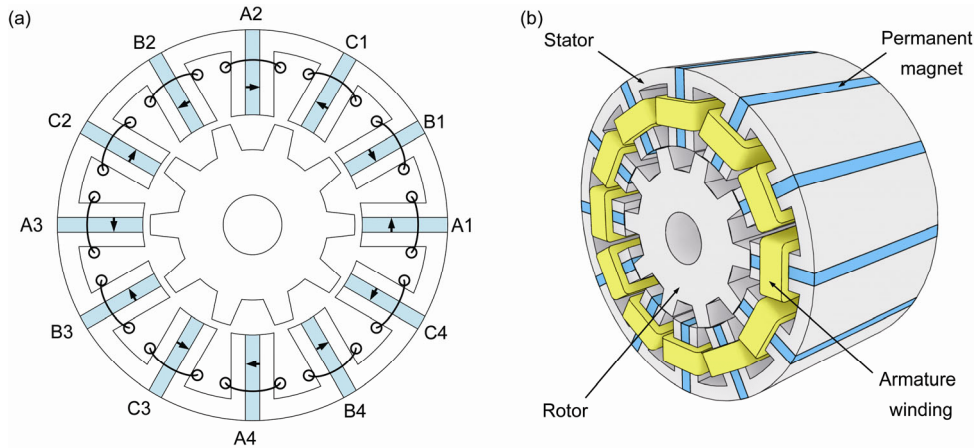 (a)
A2
B2
C1
C2
B1
A3
A1
B3
C4
C3
B4
A4
(b)
Stator
Permanent
magnet
Rotor
Armature
winding